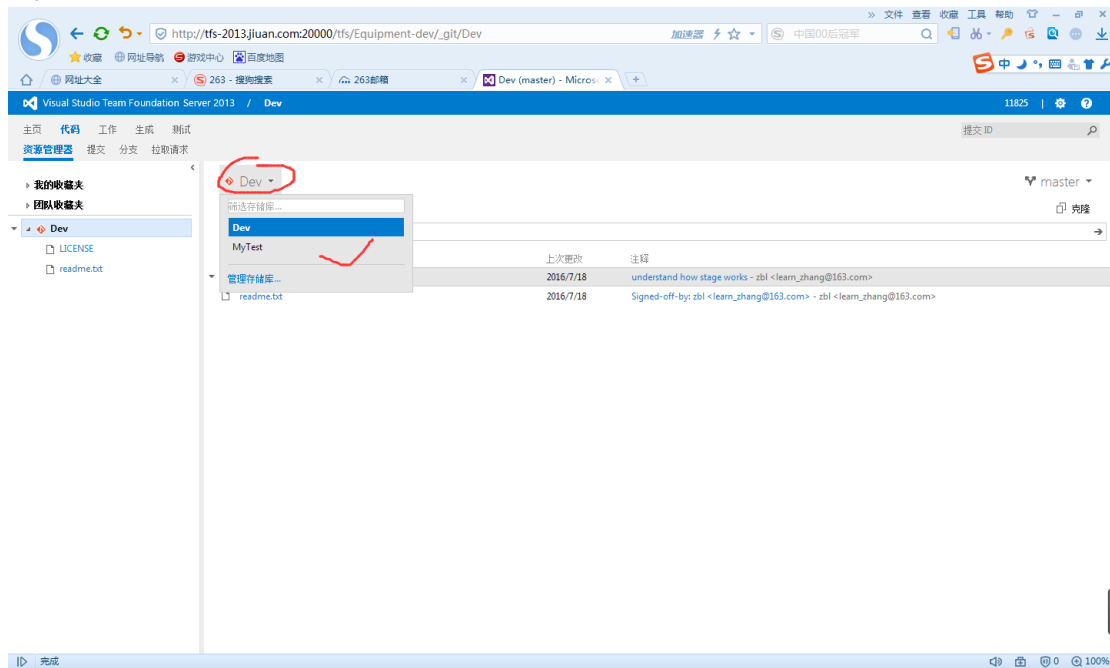 » 文件 查看 收藏 工具 帮助
http://tfs-2013.jiuan.com:20000/tfs/Equipment-dev/_git/Dev
加速器
中国00后冠军
收藏 网址导航 游戏中心 百度地图
中
网址大全 263 - 搜狗搜索 263邮箱 Dev (master) - Microso
Visual Studio Team Foundation Server 2013 / Dev 11825 |
主页 代码 工作 生成 测试
提交 ID
资源管理器 提交 分支 拉取请求
我的收藏夹
团队收藏夹
Dev
LICENSE
readme.txt
Dev
master
筛选存储库...
克隆
Dev
MyTest
管理存储库...
上次更改 注释
2016/7/18 understand how stage works - zbl <learn_zhang@163.com>
readme.txt 2016/7/18 Signed-off-by: zbl <learn_zhang@163.com> - zbl <learn_zhang@163.com>
完成 0 100%